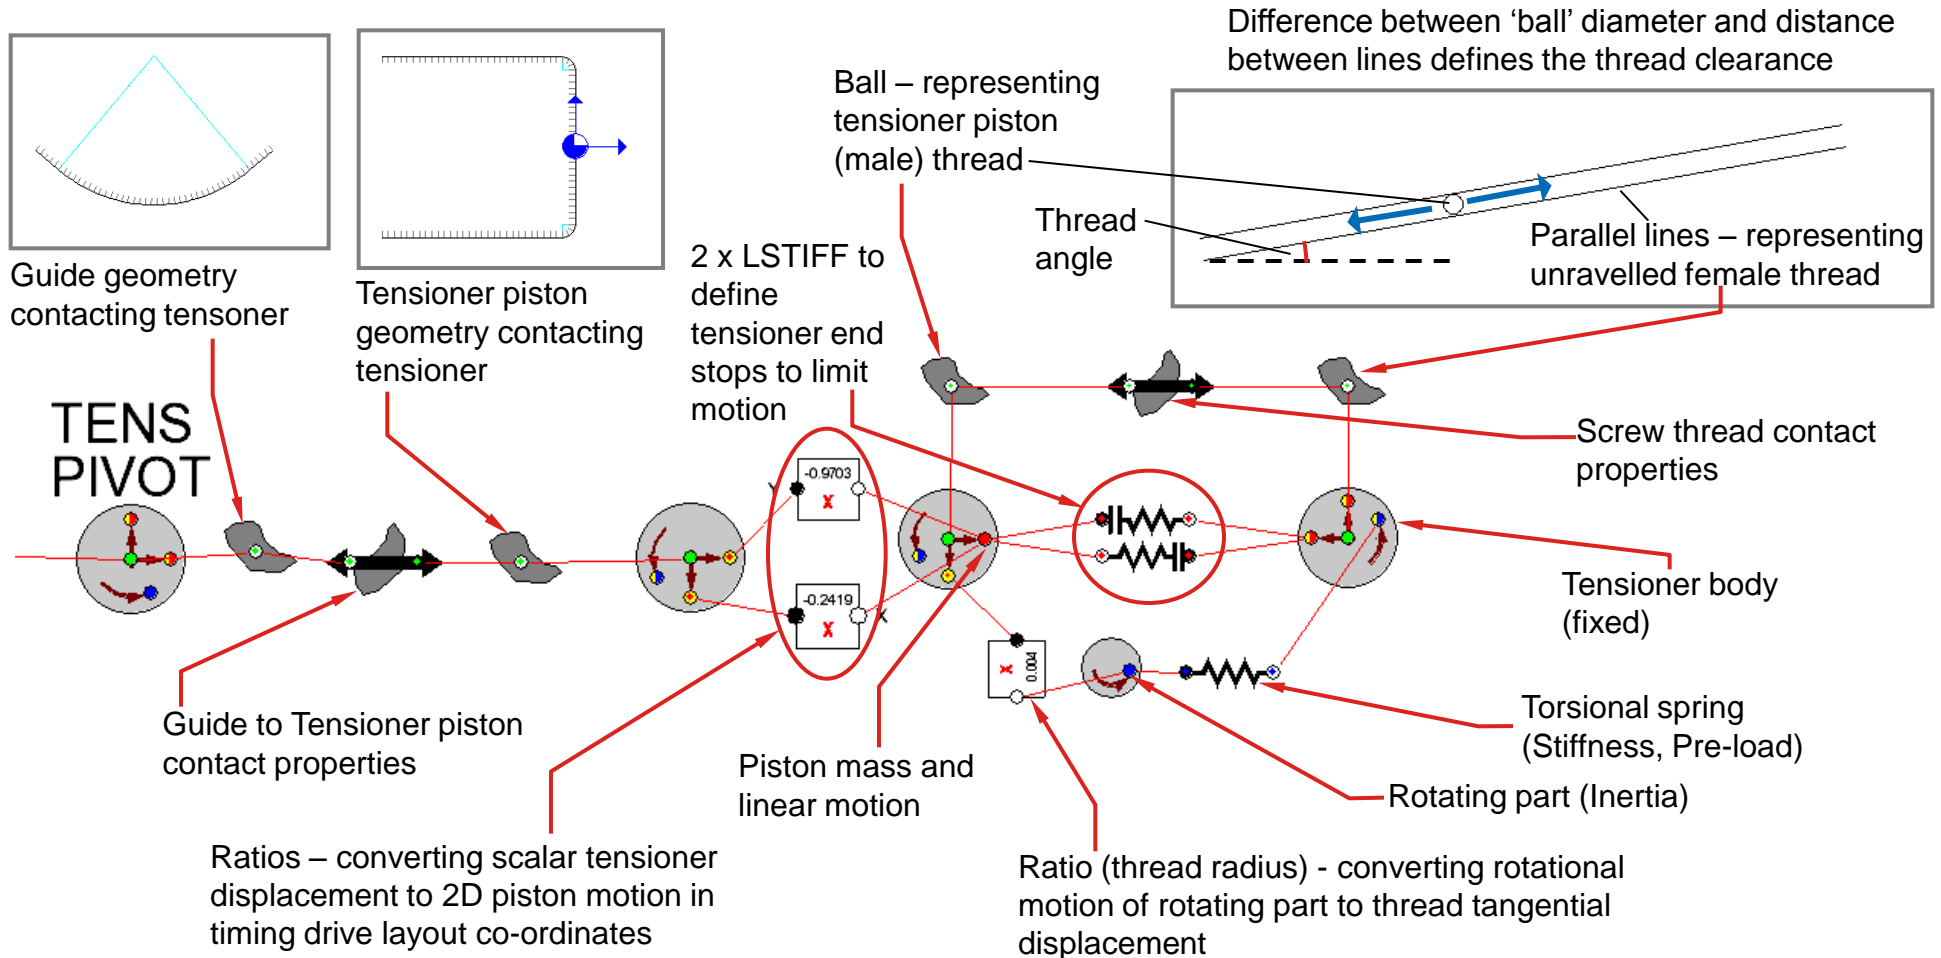 Difference between ‘ball’ diameter and distance
between lines defines the thread clearance
Ball – representing
tensioner piston
(male) thread
Thread
angle
Parallel lines – representing
unravelled female thread
Guide geometry
contacting tensoner
Tensioner piston
geometry contacting
tensioner
2 x LSTIFF to
define
tensioner end
stops to limit
motion
TENS
PIVOT
Screw thread contact
properties
-0.9703
X
Y
-0.2419
X
X
0.004
X
Tensioner body
(fixed)
Guide to Tensioner piston
contact properties
Piston mass and
linear motion
Torsional spring
(Stiffness, Pre-load)
Rotating part (Inertia)
Ratios – converting scalar tensioner
displacement to 2D piston motion in
timing drive layout co-ordinates
Ratio (thread radius) - converting rotational
motion of rotating part to thread tangential
displacement